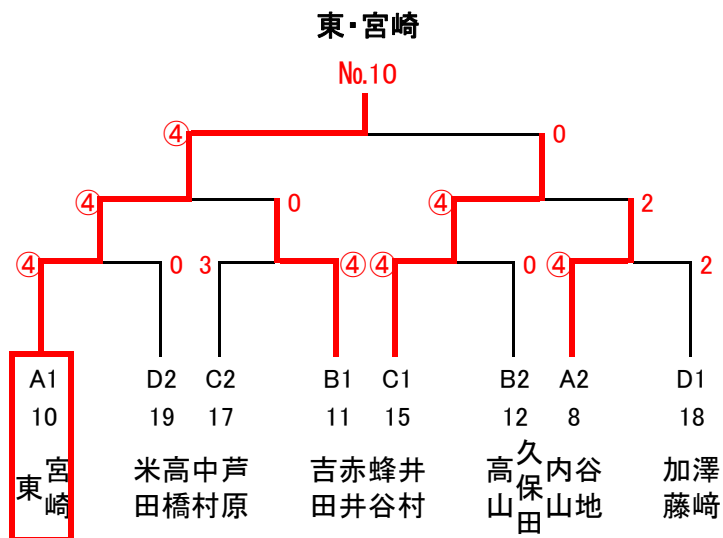 東・宮崎
№10
④ 0
④ 0 ④ 2
④ 0 3 ④ ④ 0 ④ 2
A1 D2 C2 B1 C1 B2 A2 D1
10 19 17 11 15 12 8 18
東
宮崎
米田
高橋
中村
芦原
吉田
赤井
蜂谷
井村
高山
久保田
内山
谷地
加藤
澤﨑